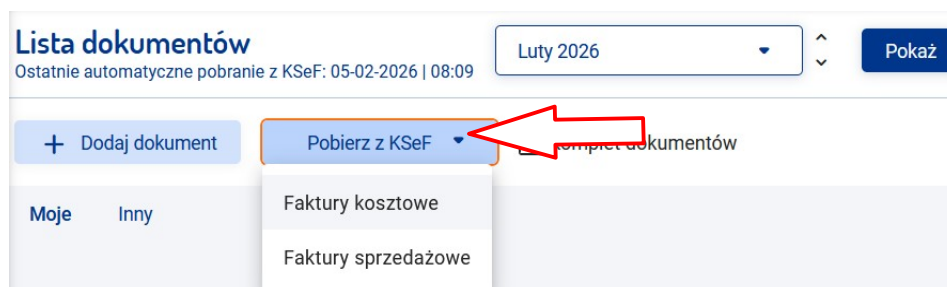 Lista dokumentów
Ostatnie automatyczne pobranie z KSeF: 05-02-2026 | 08:09
Luty 2026
Pokaż
+ Dodaj dokument
Pobierz z KSeF
Komplet dokumentów
Moje
Inny
Faktury kosztowe
Faktury sprzedażowe